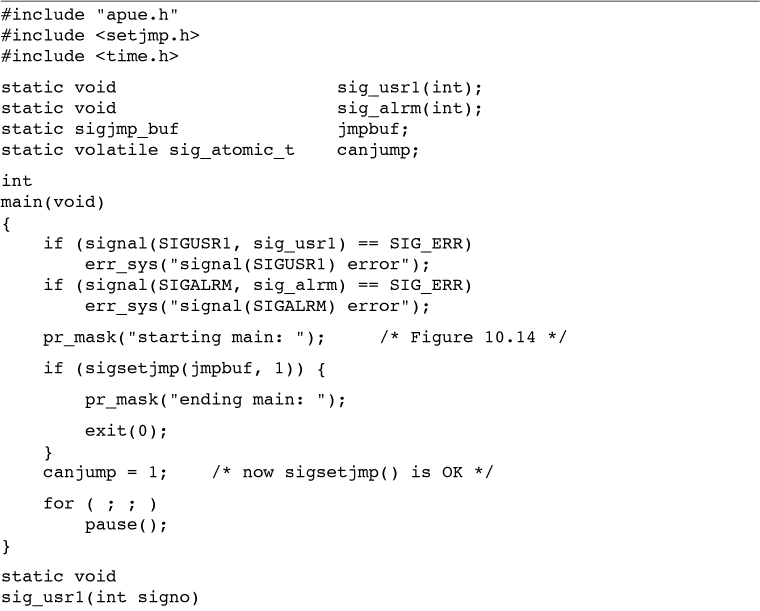 #include "apue.h"
#include <setjmp.h>
#include <time.h>
static void                     sig_usr1(int);
static void                     sig_alrm(int);
static sigjmp_buf               jmpbuf;
static volatile sig_atomic_t    canjump;
int
main(void)
{
    if (signal(SIGUSR1, sig_usr1) == SIG_ERR)
        err_sys("signal(SIGUSR1) error");
    if (signal(SIGALRM, sig_alrm) == SIG_ERR)
        err_sys("signal(SIGALRM) error");
    pr_mask("starting main: ");     /* Figure 10.14 */
    if (sigsetjmp(jmpbuf, 1)) {
        pr_mask("ending main: ");
        exit(0);
    }
    canjump = 1;    /* now sigsetjmp() is OK */
    for ( ; ; )
        pause();
}
static void
sig_usr1(int signo)